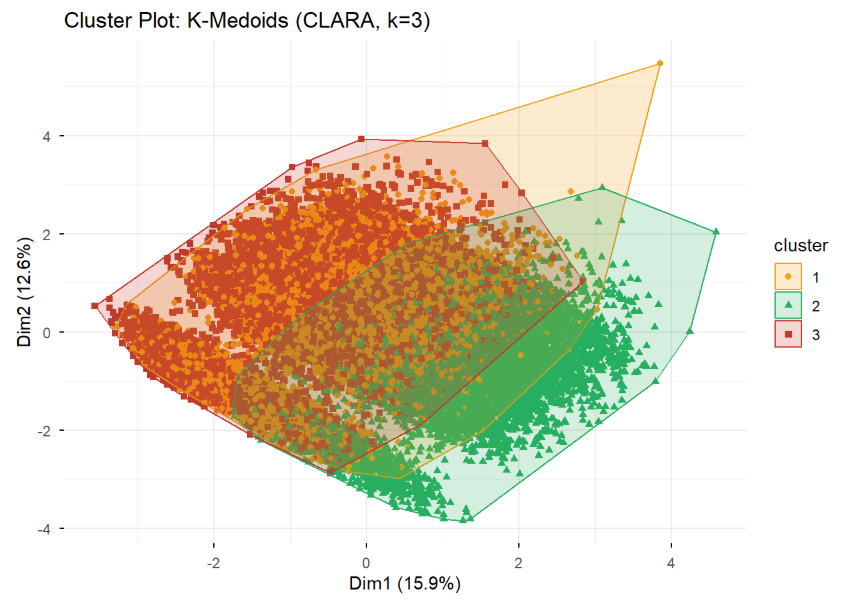 Cluster Plot: K-Medoids (CLARA, k=3)
4
2
0
-2
-4
Dim2 (12.6%)
-2 0 2 4
Dim1 (15.9%)
cluster
1
2
3